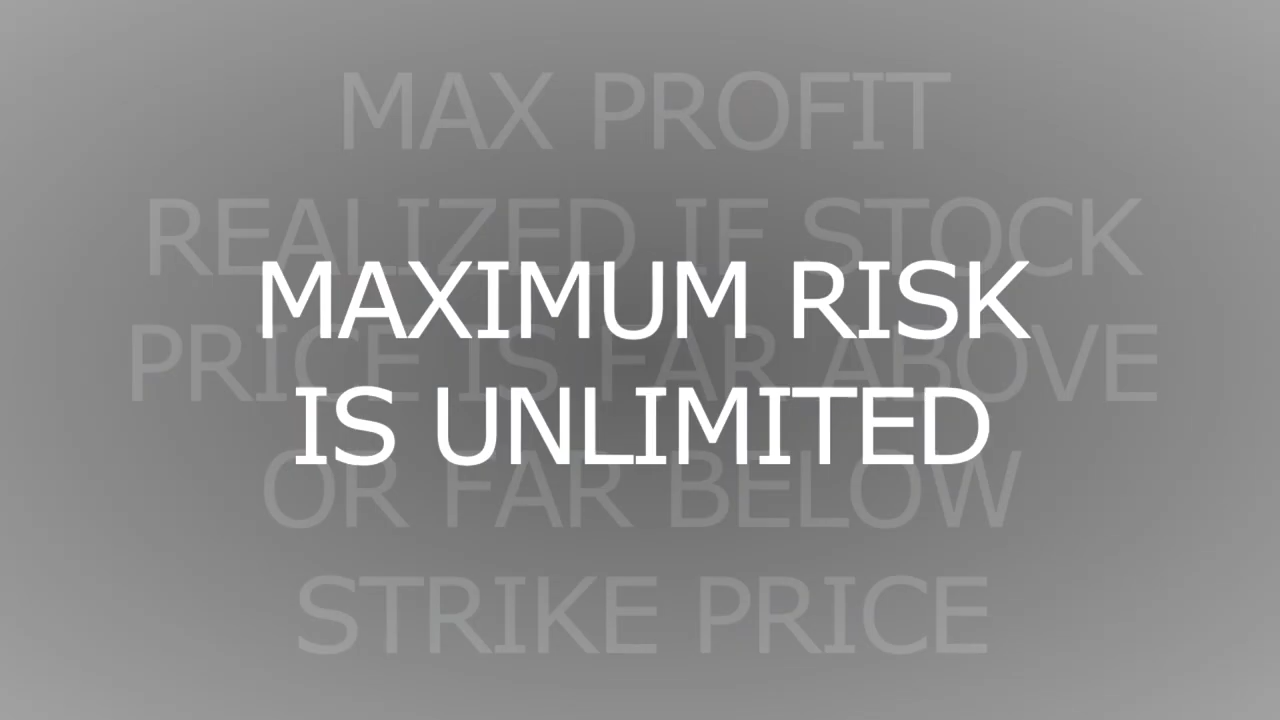 MAX PROFIT
REALIZED IF STOCK
MAXIMUM RISK
PRICE IS FAR ABOVE
IS UNLIMITED
OR FAR BELOW
STRIKE PRICE